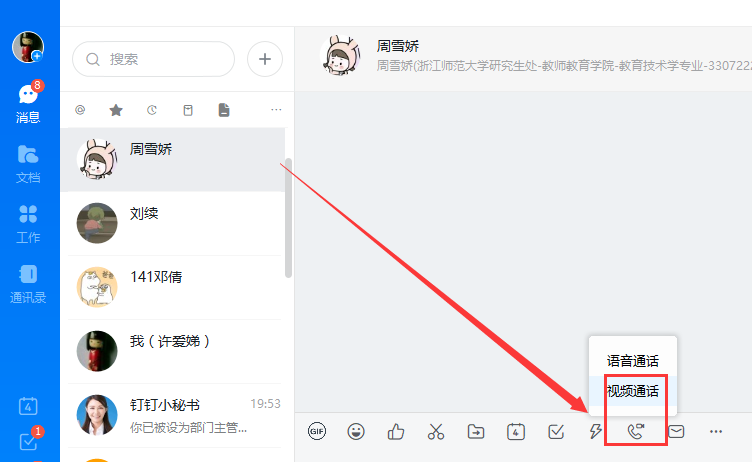 8
消息
文档
工作
通讯录
4
1
搜索
周雪娇
刘续
141邓倩
我（许爱娣）
钉钉小秘书
19:53
你已被设为部门主管...
周雪娇
周雪娇(浙江师范大学研究生处-教师教育学院-教育技术学专业-3307222
语音通话
视频通话
GIF
4